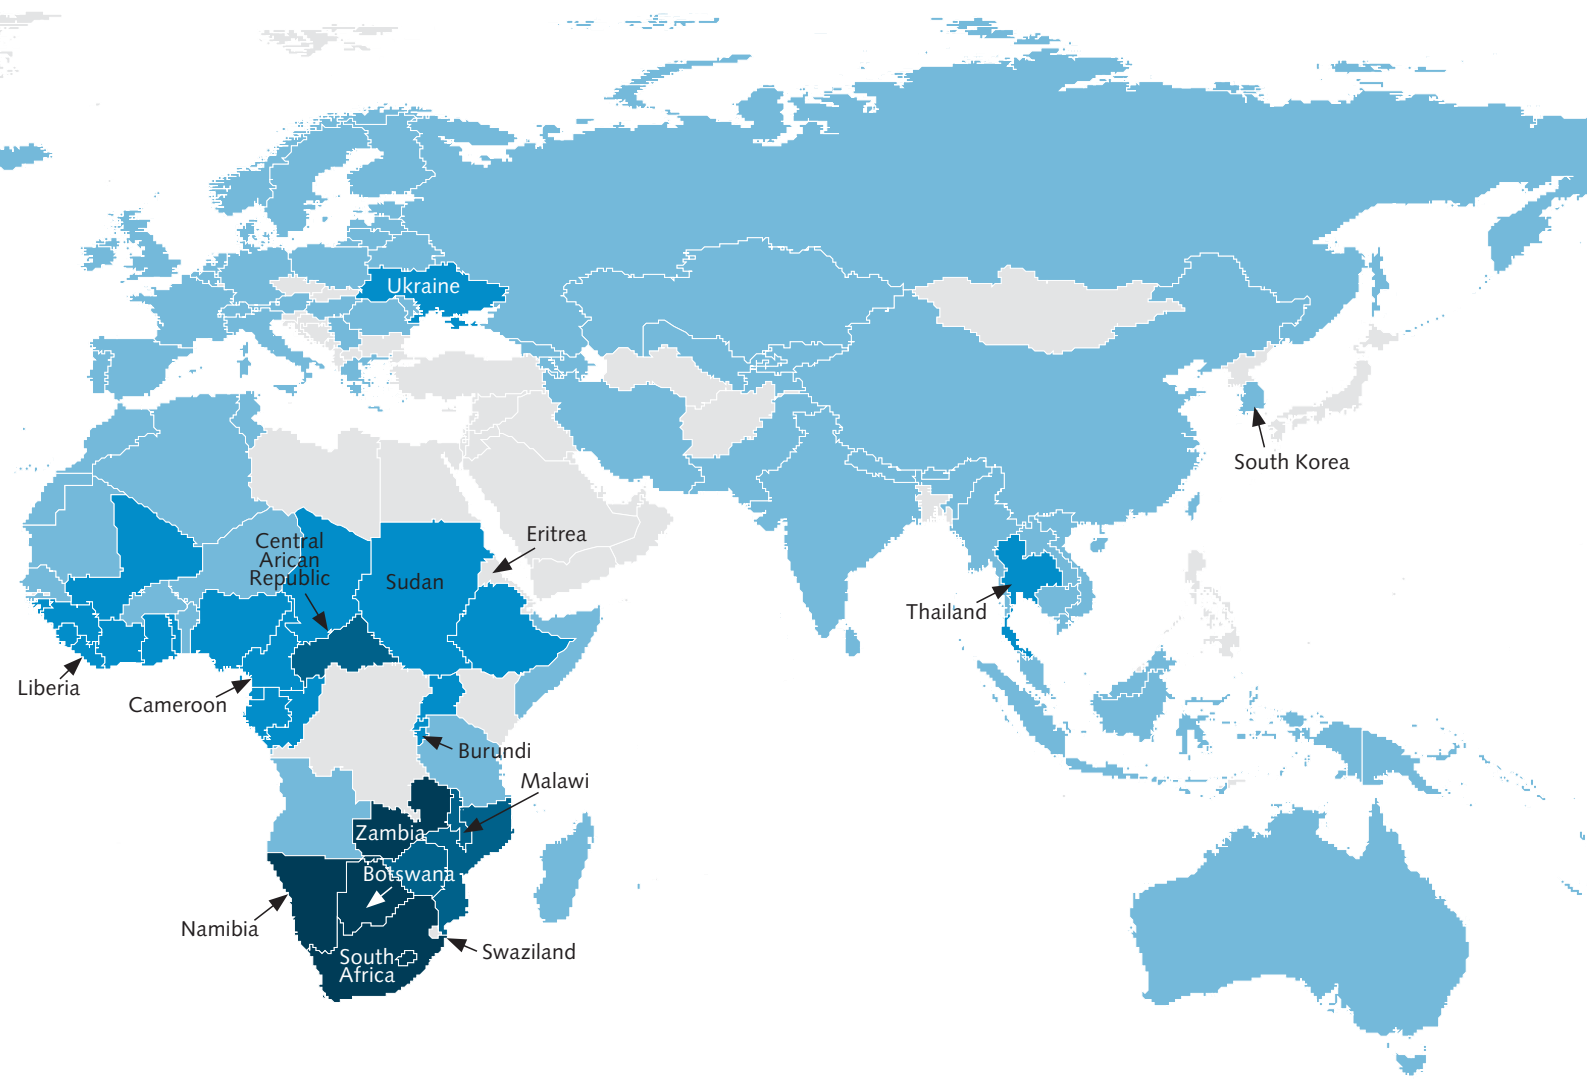 Ukraine
South Korea
Eritrea
Central
Arican
Republic
Sudan
Thailand
Liberia
Cameroon
Burundi
Malawi
Zambia
Botswana
Namibia
Swaziland
South
Africa